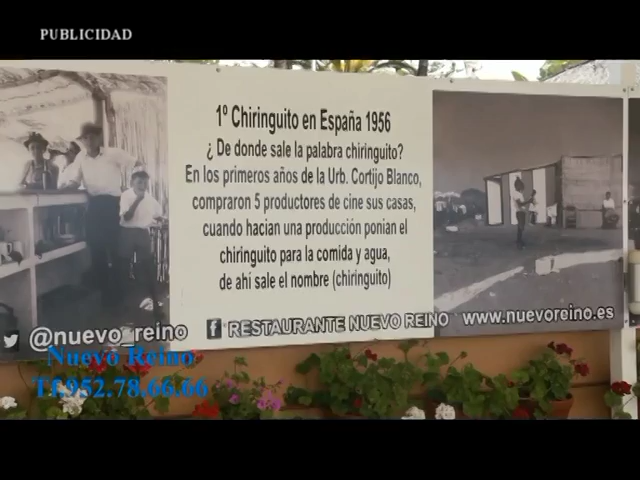 PUBLICIDAD
1º Chiringuito en España 1956
¿ De donde sale la palabra chiringuito?
En los primeros años de la Urb. Cortijo Blanco,
compraron 5 productores de cine sus casas,
cuando hacian una producción ponian el
chiringuito para la comida y agua,
de ahi sale el nombre (chiringuito)
@nuevo_reino
f RESTAURANTE NUEVO REINO
www.nuevoreino.es
Nuevo Reino
Tf.952.78.66.66